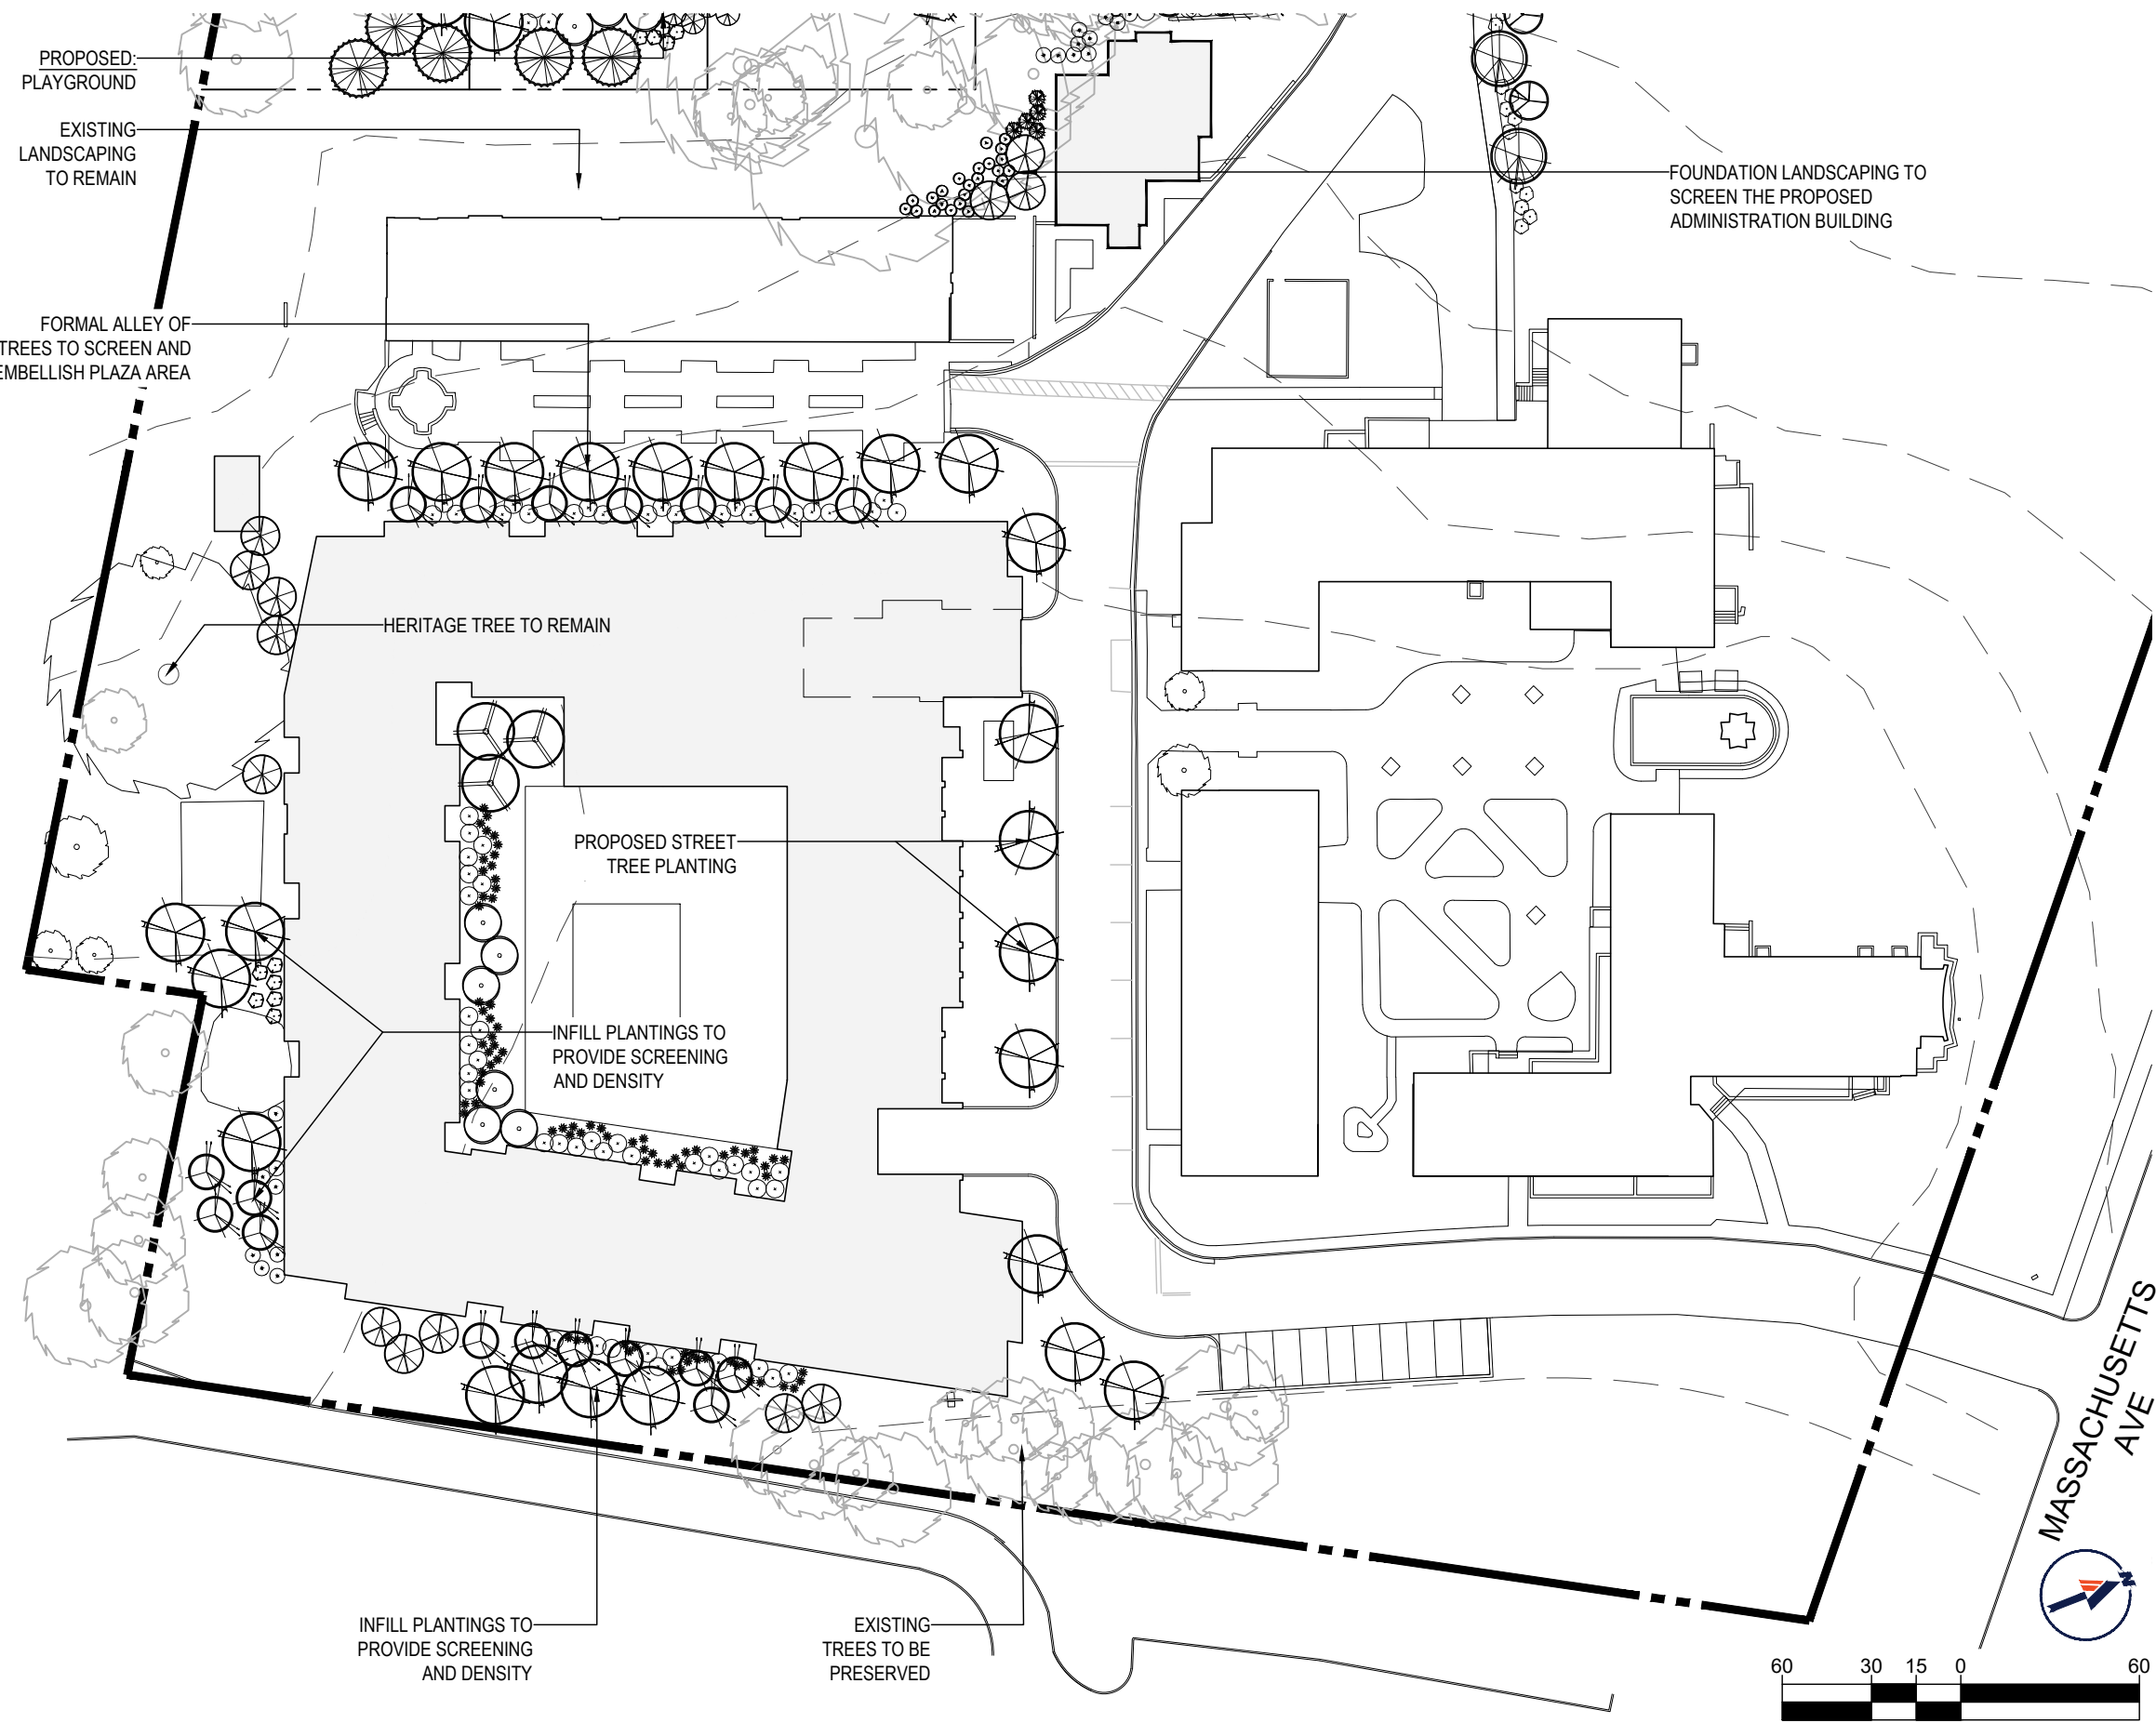 PROPOSED:
PLAYGROUND
EXISTING
LANDSCAPING
TO REMAIN
FOUNDATION LANDSCAPING TO
SCREEN THE PROPOSED
ADMINISTRATION BUILDING
FORMAL ALLEY OF
TREES TO SCREEN AND
EMBELLISH PLAZA AREA
HERITAGE TREE TO REMAIN
PROPOSED STREET
TREE PLANTING
INFILL PLANTINGS TO
PROVIDE SCREENING
AND DENSITY
MASSACHUSETTS
AVE
N
INFILL PLANTINGS TO
PROVIDE SCREENING
AND DENSITY
EXISTING
TREES TO BE
PRESERVED
60 30 15 0 60